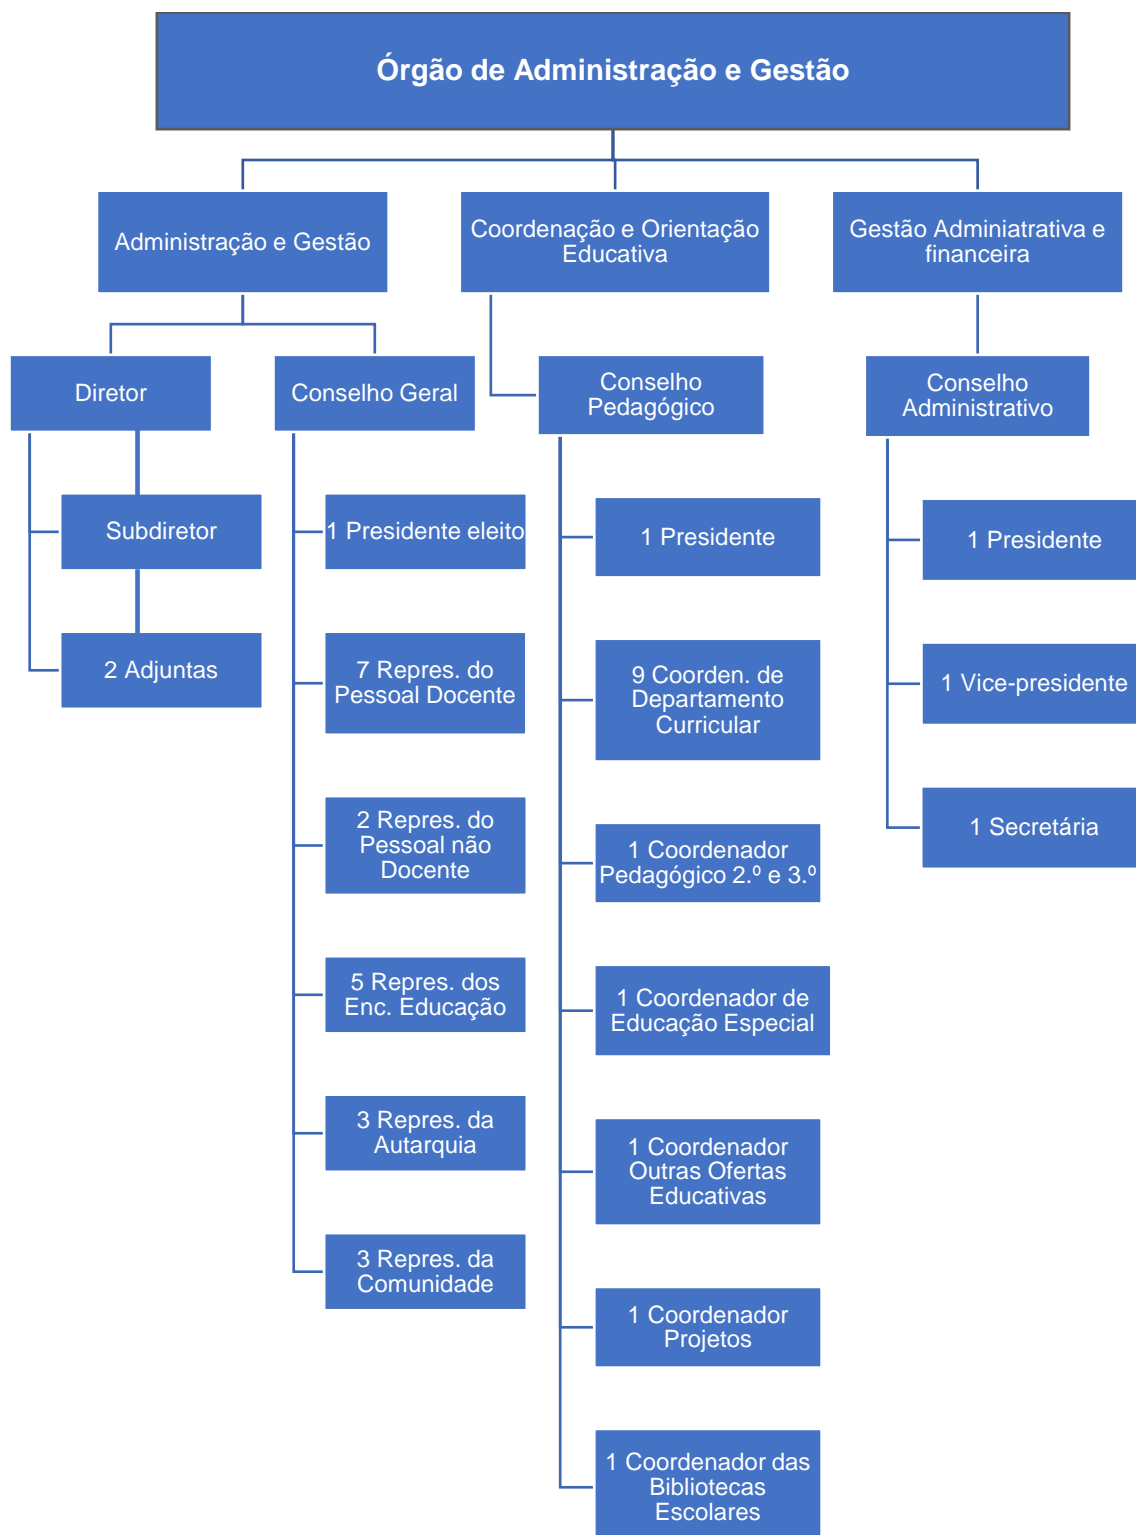 Órgão de Administração e Gestão
Administração e Gestão
Coordenação e Orientação
Educativa
Gestão Adminiatrativa e
financeira
Diretor
Conselho Geral
Conselho
Pedagógico
Conselho
Administrativo
Subdiretor
2 Adjuntas
1 Presidente eleito
7 Repres. do
Pessoal Docente
2 Repres. do
Pessoal não
Docente
5 Repres. dos
Enc. Educação
3 Repres. da
Autarquia
3 Repres. da
Comunidade
1 Presidente
9 Coorden. de
Departamento
Curricular
1 Coordenador
Pedagógico 2.º e 3.º
1 Coordenador de
Educação Especial
1 Coordenador
Outras Ofertas
Educativas
1 Coordenador
Projetos
1 Coordenador das
Bibliotecas
Escolares
1 Presidente
1 Vice-presidente
1 Secretária